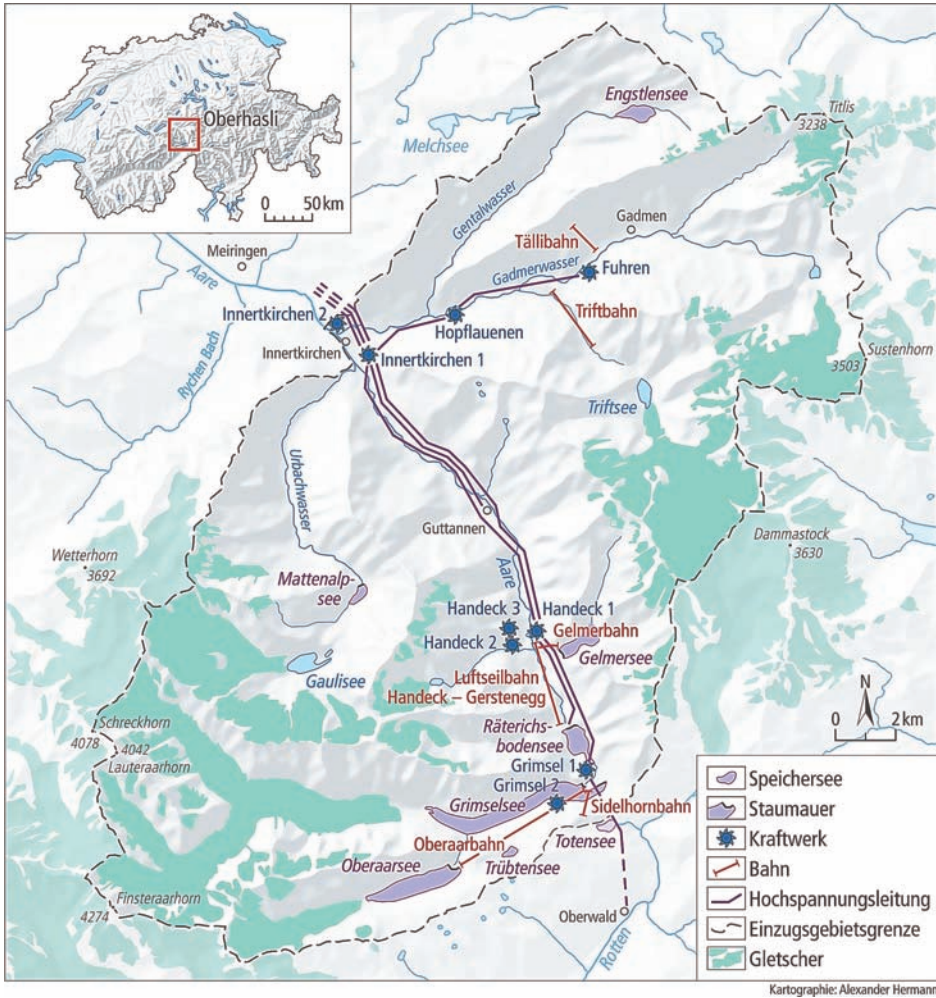 Oberhasli
0 50 km
Engstlensee
Titlis
3238
Melchsee
Gentalwasser
Gadmen
Meiringen
Tällibahn
Aare
Gadmerwasser
Fuhren
Innertkirchen 2
Triftbahn
Hopflauenen
Innertkirchen
Innertkirchen 1
Rychen Bach
Sustenhorn
3503
Triftsee
Urbachwasser
Guttannen
Wetterhorn
3692
Dammastock
3630
Aare
Mattenalp-
see
Handeck 3
Handeck 1
Handeck 2
Gelmerbahn
Gelmersee
Gaulisee
Luftseilbahn
Handeck – Gerstenegg
N
0 2 km
Schreckhorn
4078
4042
Lauteraarhorn
Räterichs-
bodensee
Grimsel 1
Grimsel 2
Grimselsee
Sidelhornbahn
Oberaarbahn
Totensee
Oberaarsee
Trübtensee
Finsteraarhorn
4274
Oberwald
Rotten
Speichersee
Staumauer
Kraftwerk
Bahn
Hochspannungsleitung
Einzugsgebietsgrenze
Gletscher
Kartographie: Alexander Hermann